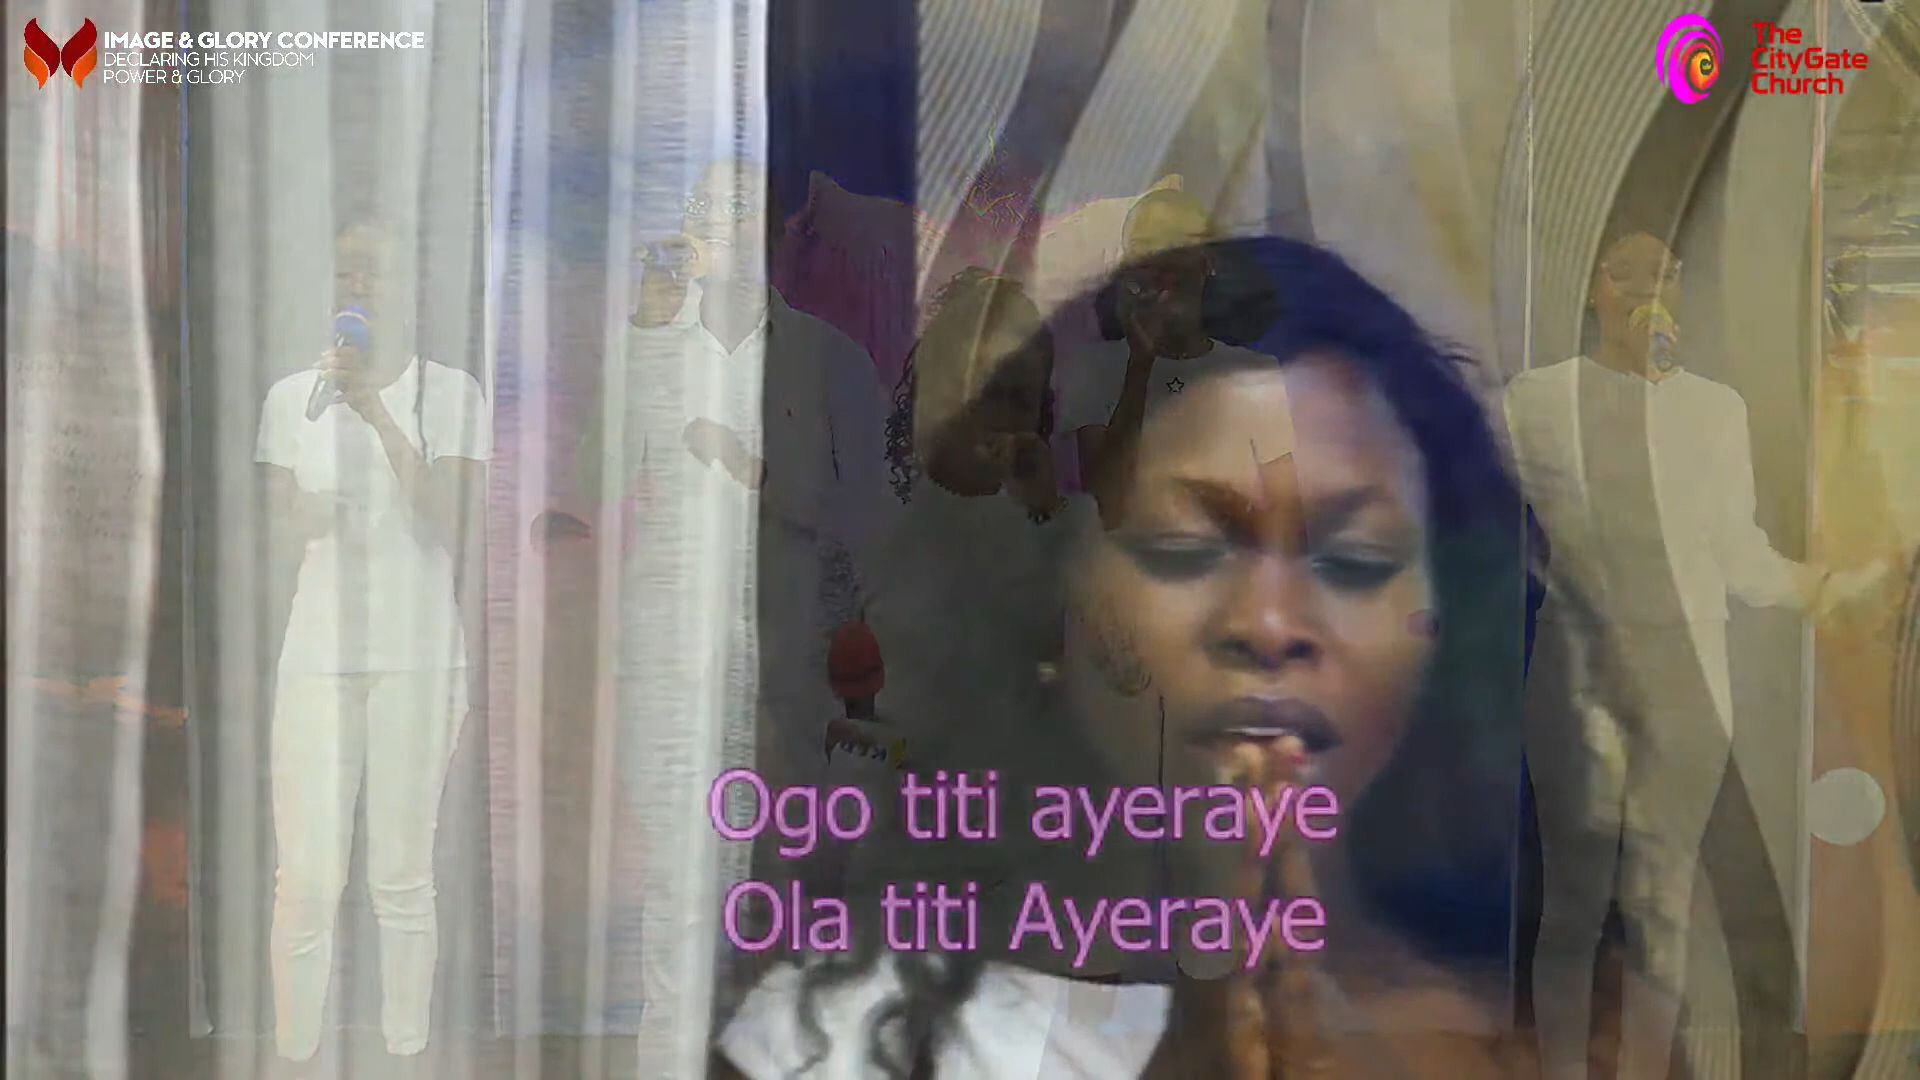 IMAGE & GLORY CONFERENCE
DECLARING HIS KINGDOM
POWER & GLORY
The
CityGate
Church
Ogo titi ayeraye
Ola titi Ayeraye